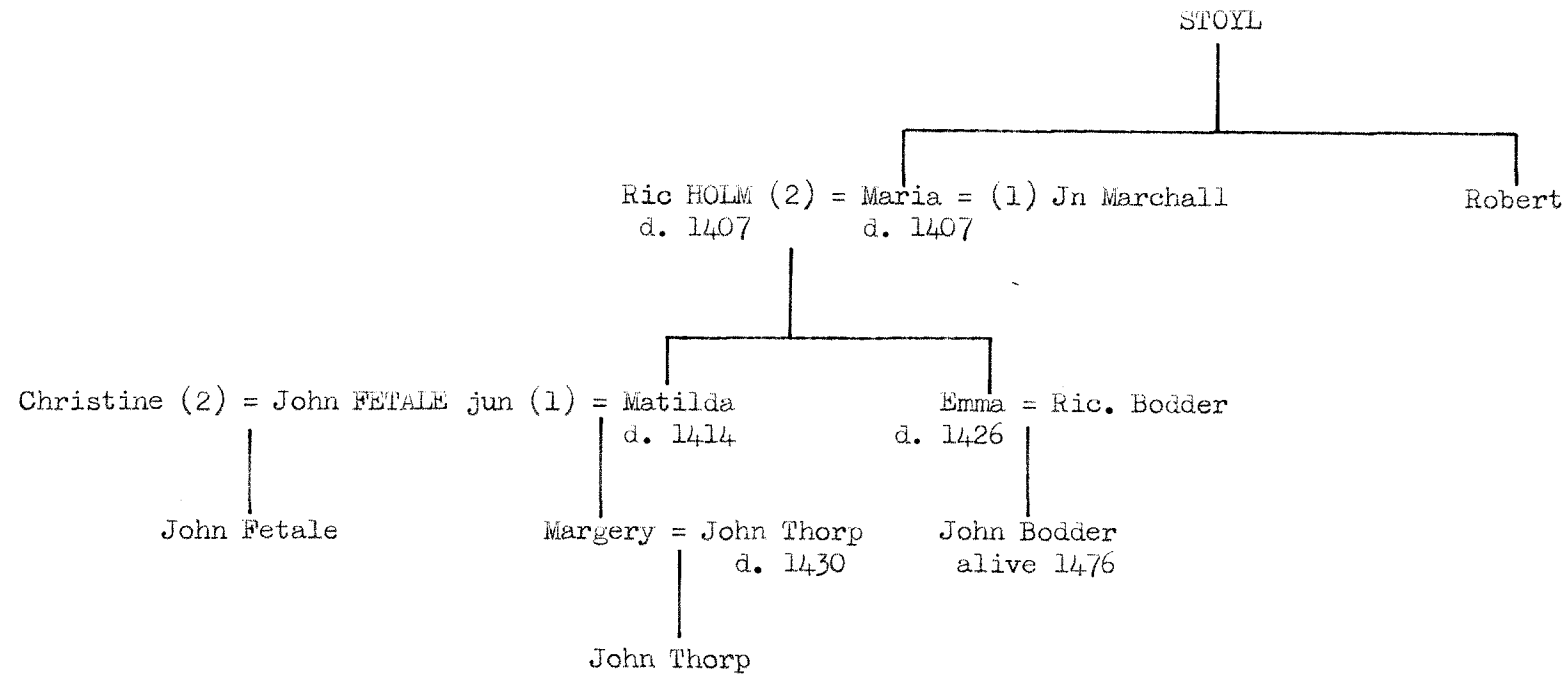 STOYL
Ric HOLM (2) = Maria = (1) Jn Marchall Robert
d. 1407 d. 1407
Christine (2) = John FETALE jun (1) = Matilda Emma = Ric. Bodder
d. 1414 d. 1426
John Fetale Margery = John Thorp John Bodder
d. 1430 alive 1476
John Thorp